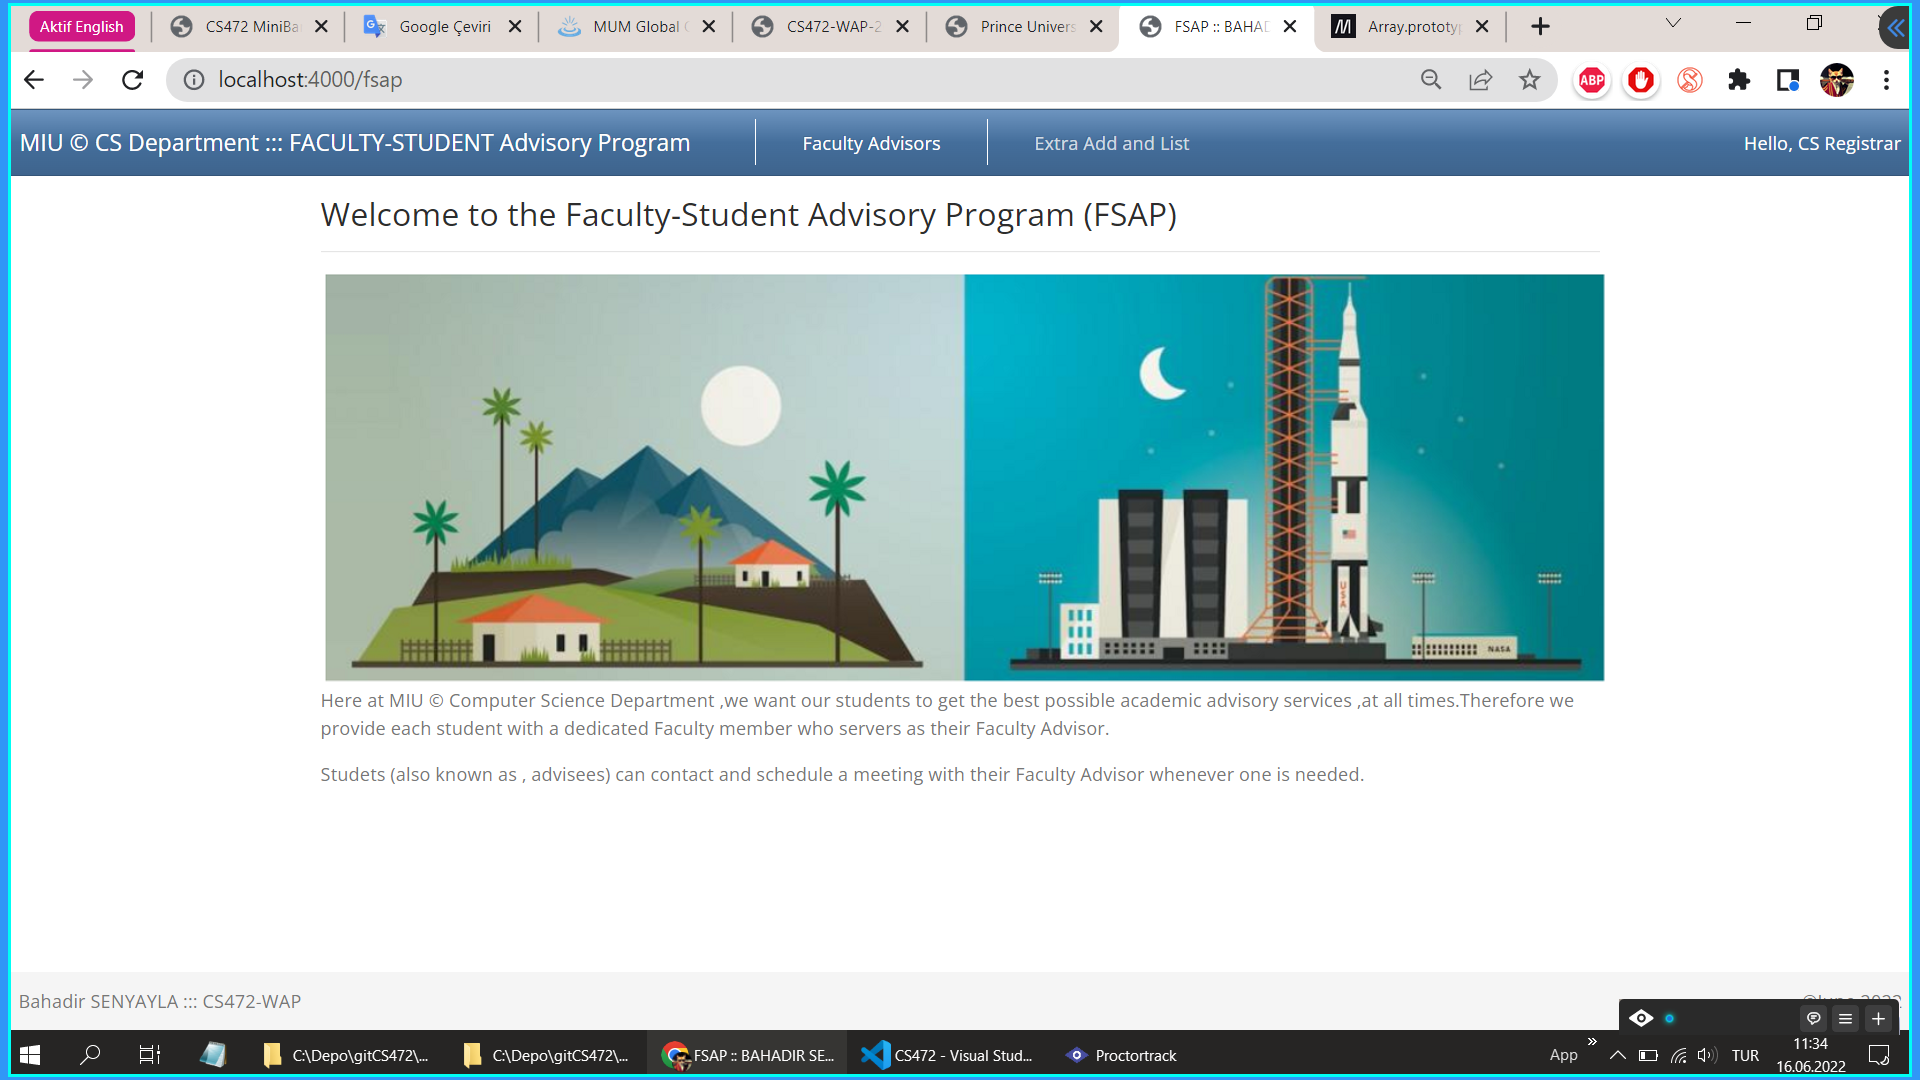 Aktif English
CS472 MiniBa
Google Çeviri
MUM Global
CS472-WAP-2
Prince Univers
FSAP :: BAHAD
Array.prototyp
localhost:4000/fsap
ABP
MIU © CS Department ::: FACULTY-STUDENT Advisory Program
Faculty Advisors
Extra Add and List
Hello, CS Registrar
Welcome to the Faculty-Student Advisory Program (FSAP)
USA
NASA
Here at MIU © Computer Science Department ,we want our students to get the best possible academic advisory services ,at all times.Therefore we
provide each student with a dedicated Faculty member who servers as their Faculty Advisor.
Studets (also known as , advisees) can contact and schedule a meeting with their Faculty Advisor whenever one is needed.
Bahadir SENYAYLA ::: CS472-WAP
C:\Depo\gitCS472\...
C:\Depo\gitCS472\...
FSAP :: BAHADIR SE...
CS472 - Visual Stud...
Proctortrack
App
TUR
11:34
16.06.2022